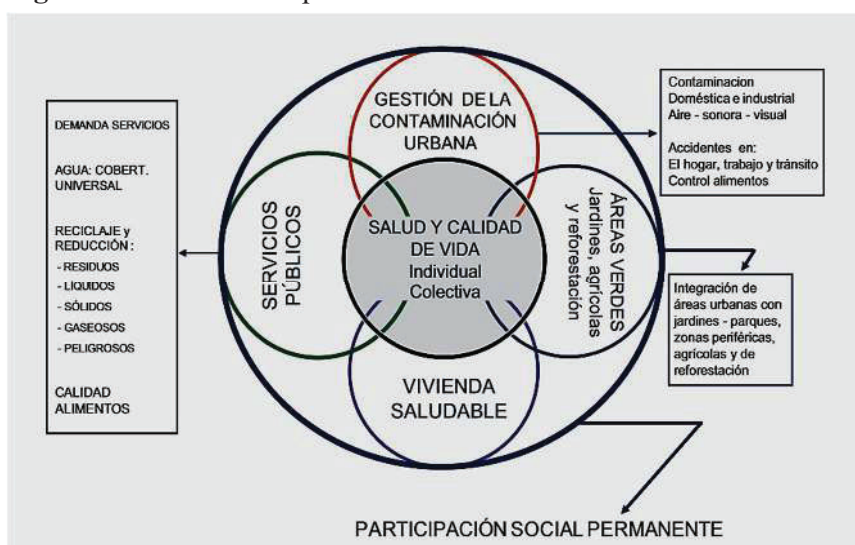 GESTIÓN DE LA
CONTAMINACIÓN
URBANA
Contaminacion
Doméstica e industrial
Aire - sonora - visual
Accidentes en:
El hogar, trabajo y tránsito
Control alimentos
DEMANDA SERVICIOS
AGUA: COBERT.
UNIVERSAL
RECICLAJE y
REDUCCIÓN :
- RESIDUOS
- LÍQUIDOS
- SÓLIDOS
- GASEOSOS
- PELIGROSOS
CALIDAD
ALIMENTOS
SERVICIOS
PÚBLICOS
SALUD Y CALIDAD
DE VIDA
Individual
Colectiva
ÁREAS VERDES
Jardines, agrícolas
y reforestación
Integración de
áreas urbanas con
jardines - parques,
zonas periféricas,
agrícolas y de
reforestación
VIVIENDA
SALUDABLE
PARTICIPACIÓN SOCIAL PERMANENTE